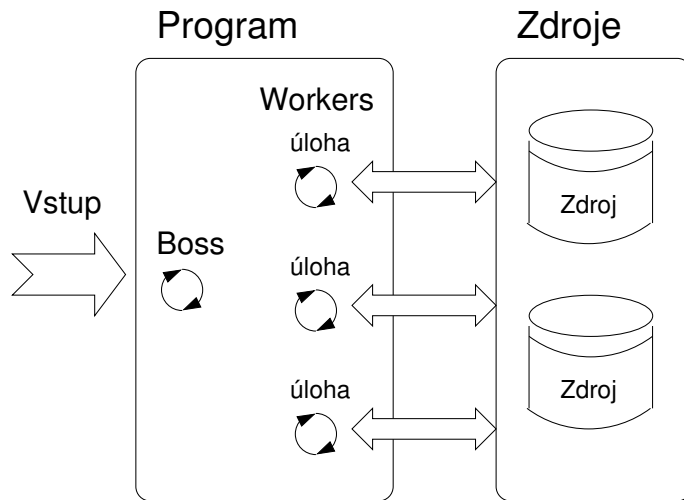 Program
Zdroje
Workers
úloha
Vstup
Boss
Zdroj
úloha
úloha
Zdroj